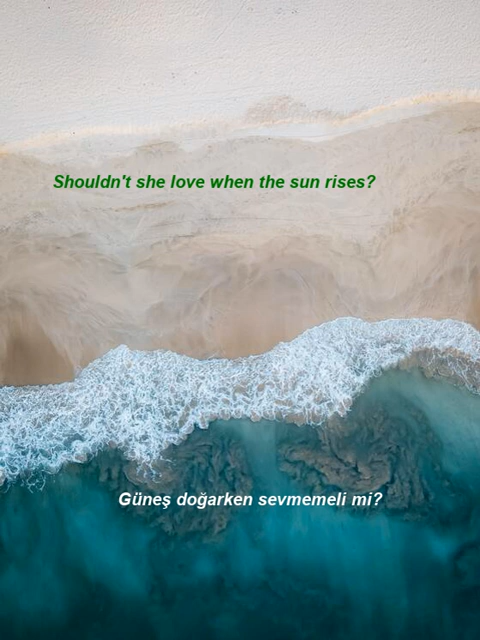 Shouldn't she love when the sun rises?
Güneş doğarken sevmemeli mi?